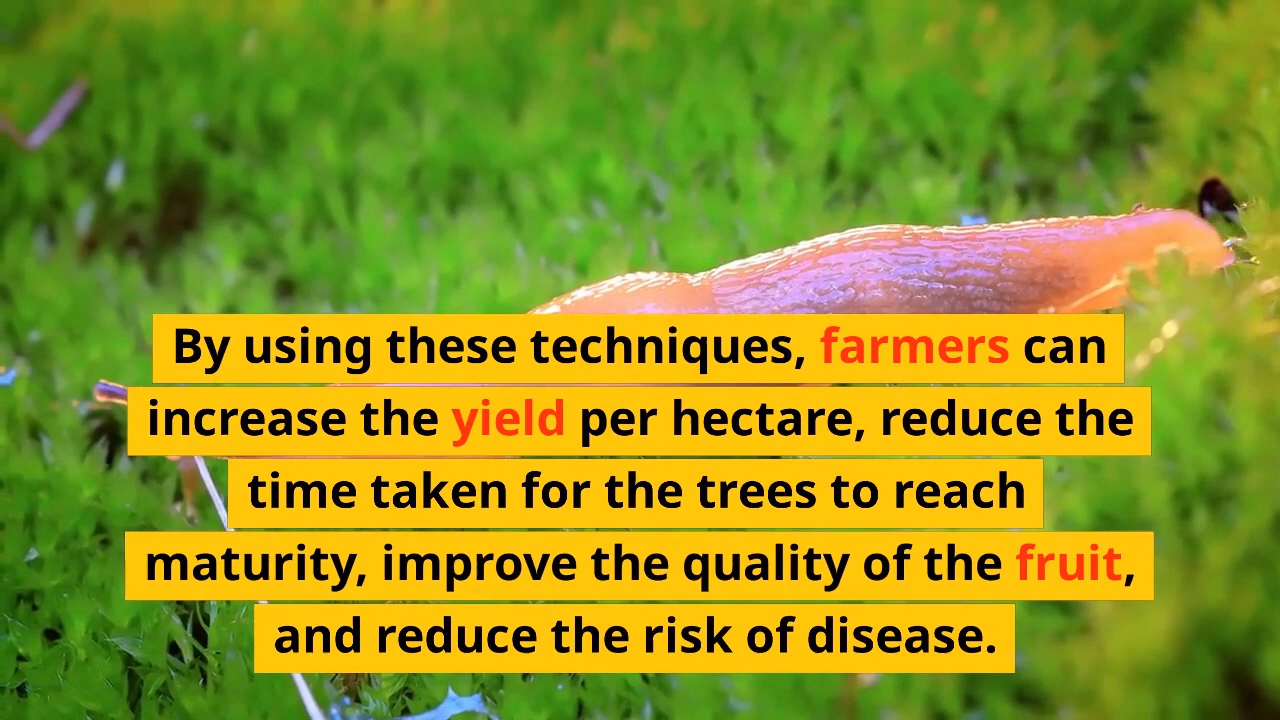 By using these techniques, farmers can
increase the yield per hectare, reduce the
time taken for the trees to reach
maturity, improve the quality of the fruit,
and reduce the risk of disease.